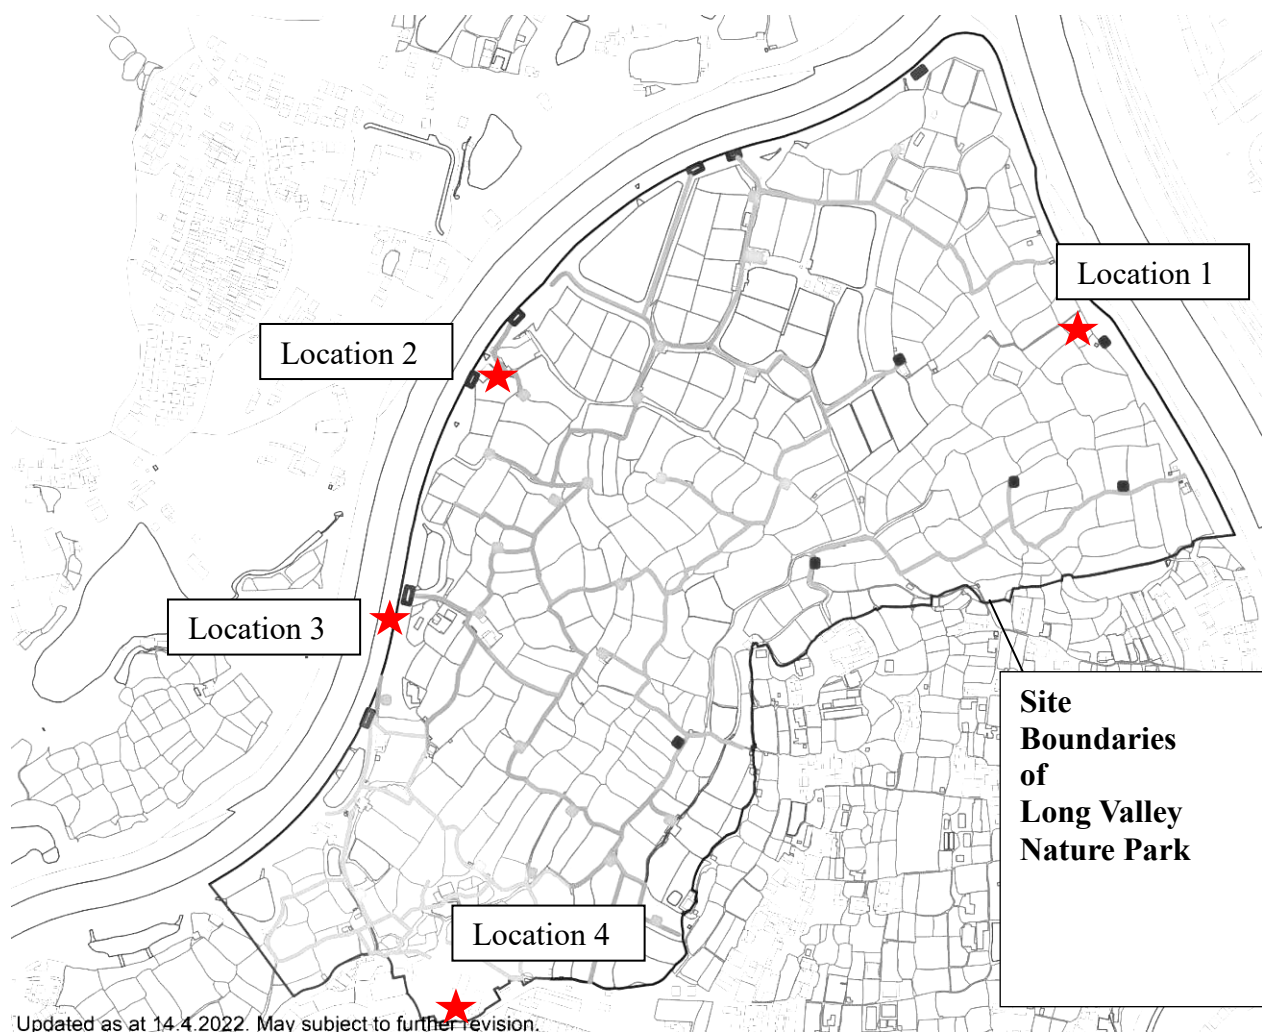 Location 1
Location 2
Location 3
Site
Boundaries
of
Long Valley
Nature Park
Location 4
Updated as at 14.4.2022. May subject to further revision.